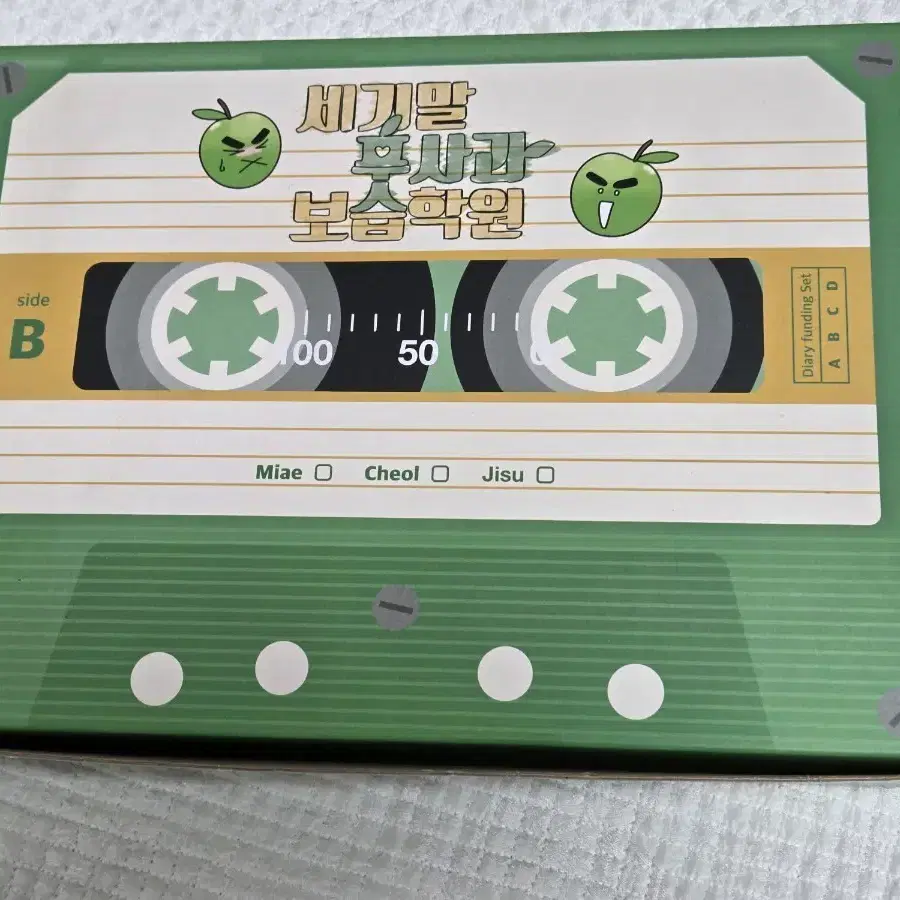 세기말
풋사과
보습학원
side
B
100
50
0
Diary funding Set
A B C D
Miae
Cheol
Jisu